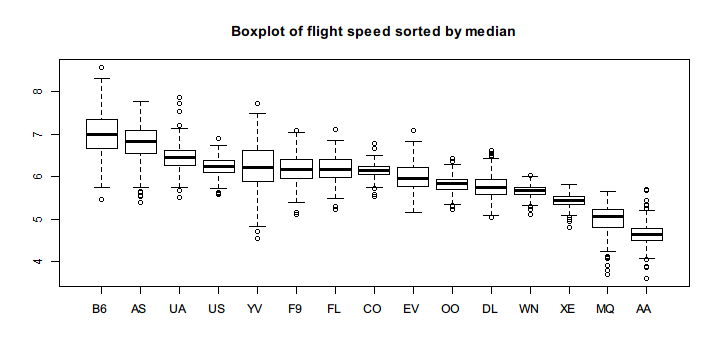 Boxplot of flight speed sorted by median
8
7
6
5
4
B6 AS UA US YV F9 FL CO EV OO DL WN XE MQ AA